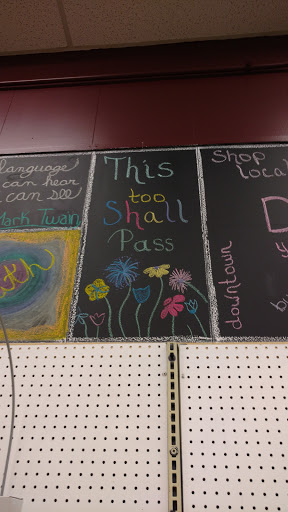 language
can hear
can see
Mark Twain
This
too
Shall
Pass
Shop
local
D
downtown